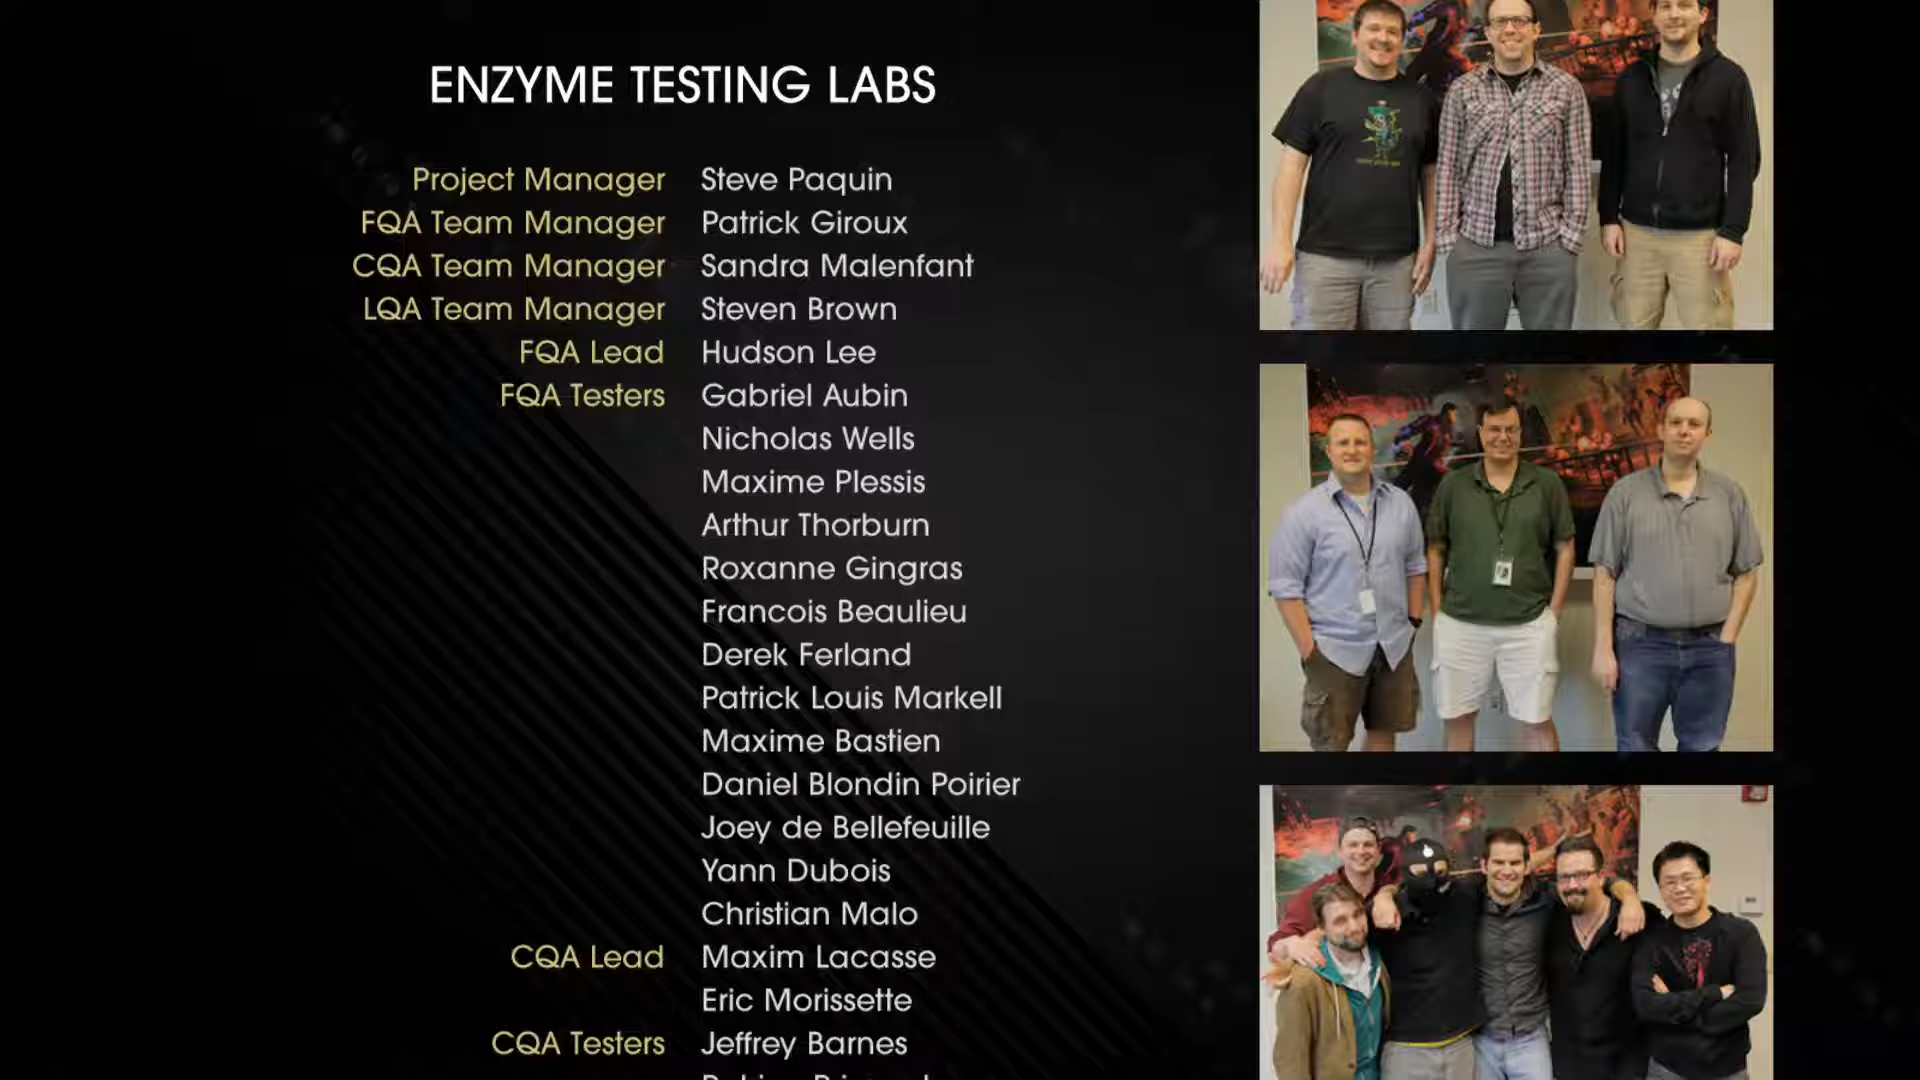 ENZYME TESTING LABS
Project Manager Steve Paquin
FQA Team Manager Patrick Giroux
CQA Team Manager Sandra Malenfant
LQA Team Manager Steven Brown
FQA Lead Hudson Lee
FQA Testers Gabriel Aubin
Nicholas Wells
Maxime Plessis
Arthur Thorburn
Roxanne Gingras
Francois Beaulieu
Derek Ferland
Patrick Louis Markell
Maxime Bastien
Daniel Blondin Poirier
Joey de Bellefeuille
Yann Dubois
Christian Malo
CQA Lead Maxim Lacasse
Eric Morissette
CQA Testers Jeffrey Barnes